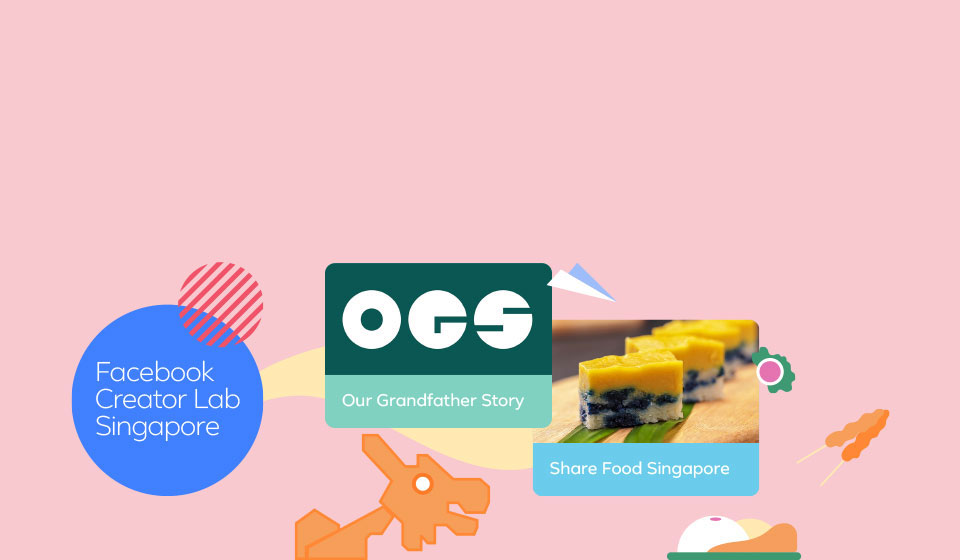 Facebook
Creator Lab
Singapore
OGS
Our Grandfather Story
Share Food Singapore